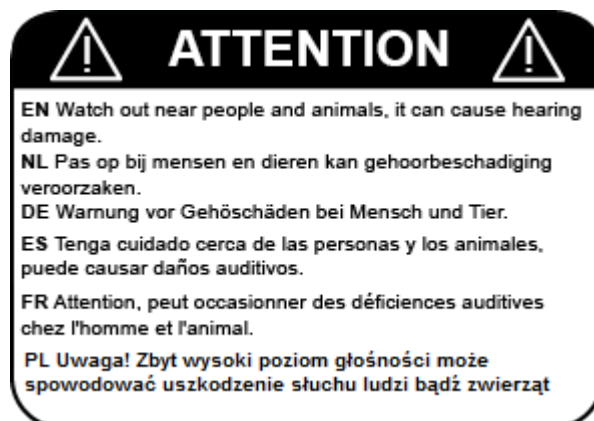 ATTENTION
EN Watch out near people and animals, it can cause hearing
damage.
NL Pas op bij mensen en dieren kan gehoorbeschadiging
veroorzaken.
DE Warnung vor Gehöschäden bei Mensch und Tier.
ES Tenga cuidado cerca de las personas y los animales,
puede causar daños auditivos.
FR Attention, peut occasionner des déficiences auditives
chez l'homme et l'animal.
PL Uwaga! Zbyt wysoki poziom głośności może
spowodować uszkodzenie słuchu ludzi bądź zwierząt